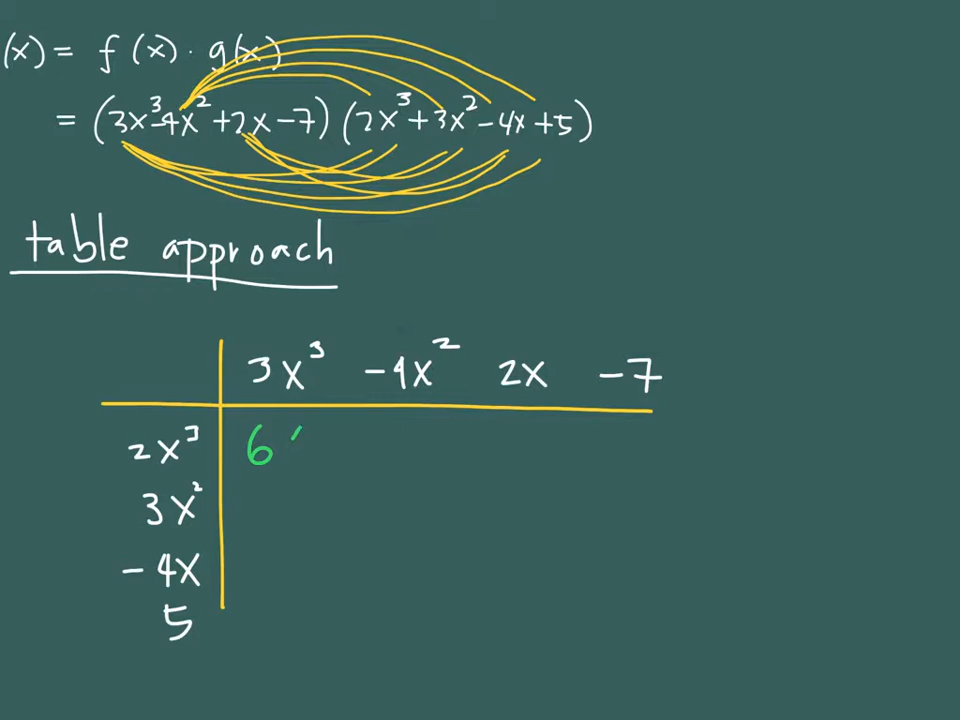 (x) = f(x) · g(x)
= (3x³-4x²+2x-7)(2x³+3x²-4x+5)
table approach
3x³ -4x² 2x -7
2x³ 6
3x²
-4x
5